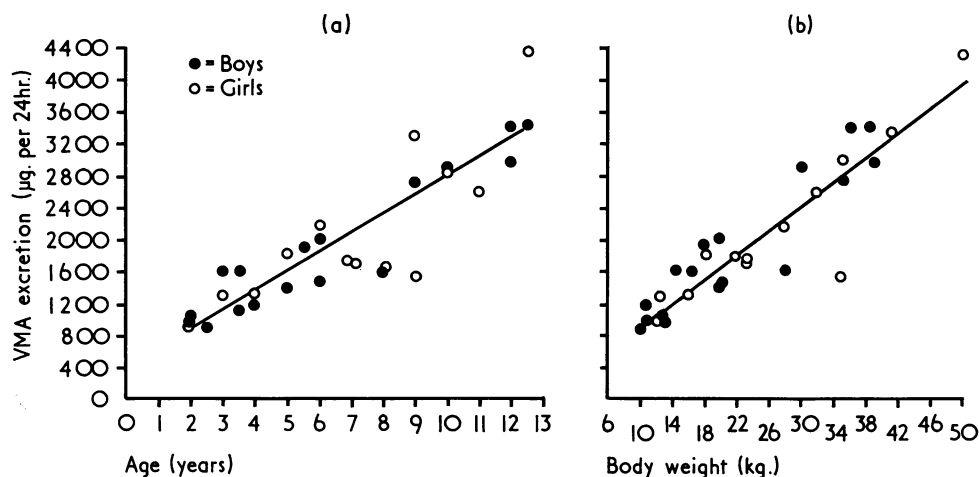 (a)
(b)
VMA excretion (µg. per 24hr.)
4400
4000
3600
3200
2800
2400
2000
1600
1200
800
400
0
● = Boys
○ = Girls
0 1 2 3 4 5 6 7 8 9 10 11 12 13
Age (years)
6 10 14 18 22 26 30 34 38 42 46 50
Body weight (kg.)